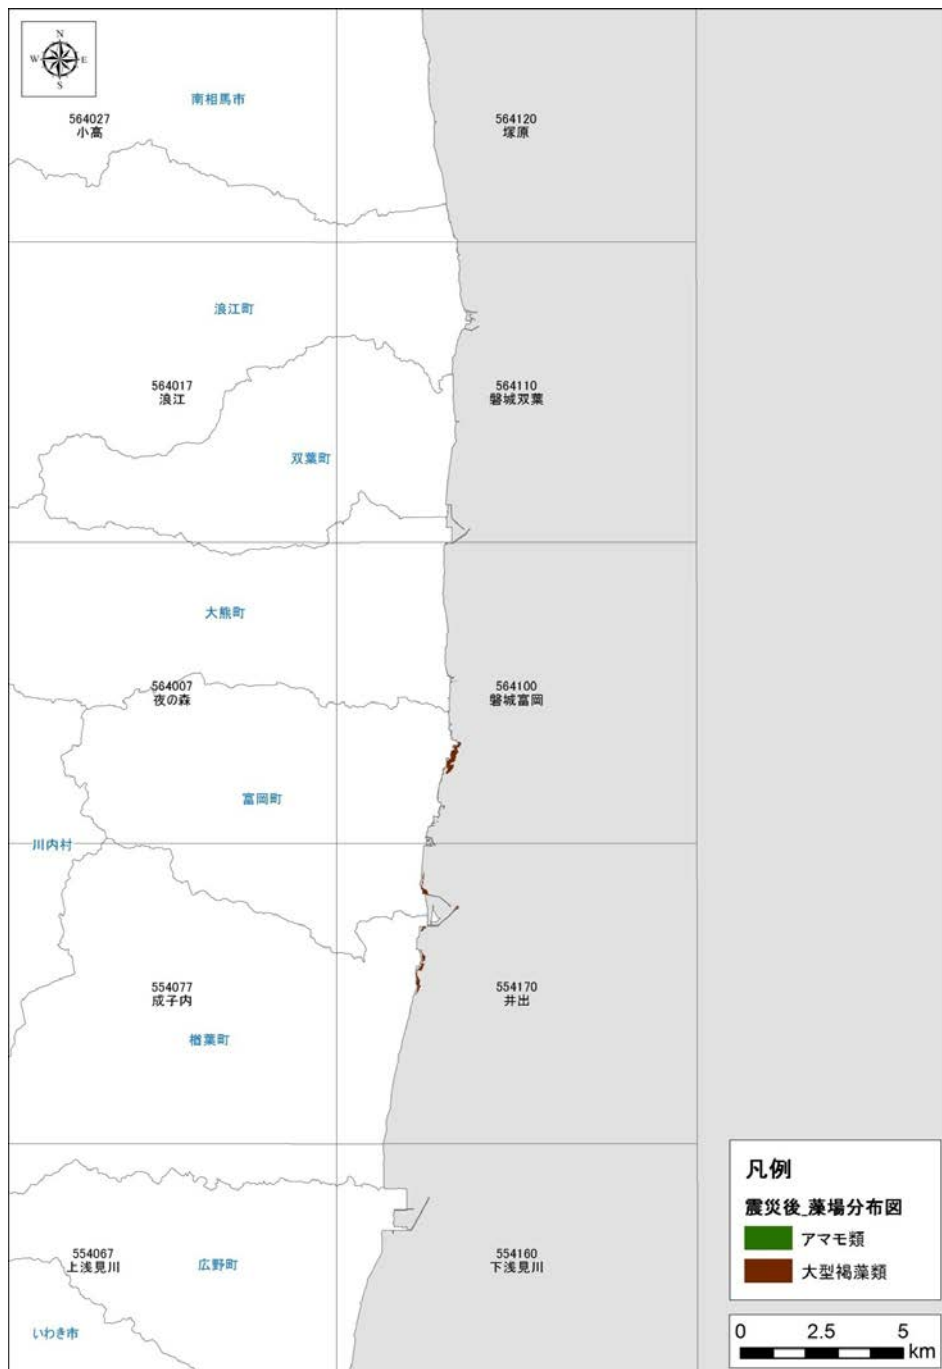 N
W E
S
南相馬市
564027
小高
564120
塚原
浪江町
564017
浪江
564110
磐城双葉
双葉町
大熊町
564007
夜の森
564100
磐城富岡
富岡町
川内村
554077
成子内
554170
井出
楢葉町
554067
上浅見川
広野町
554160
下浅見川
いわき市
凡例
震災後_藻場分布図
アマモ類
大型褐藻類
0 2.5 5
km